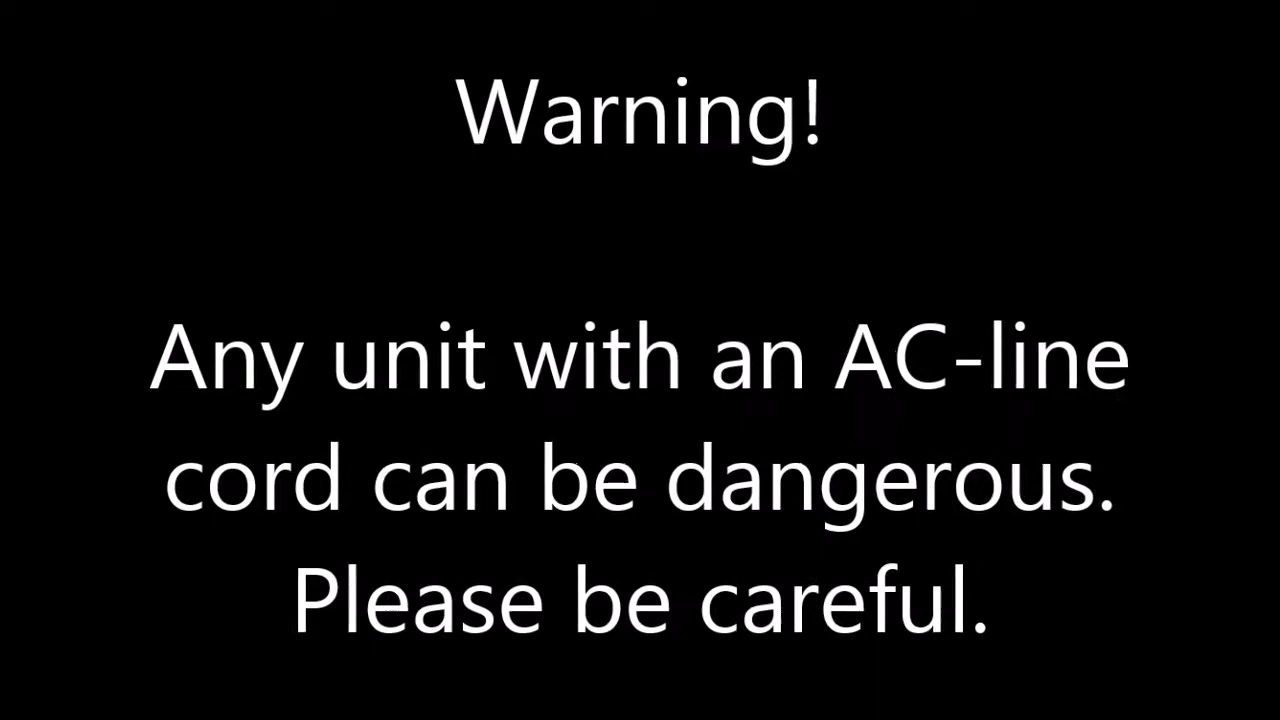 Warning!
Any unit with an AC-line
cord can be dangerous.
Please be careful.